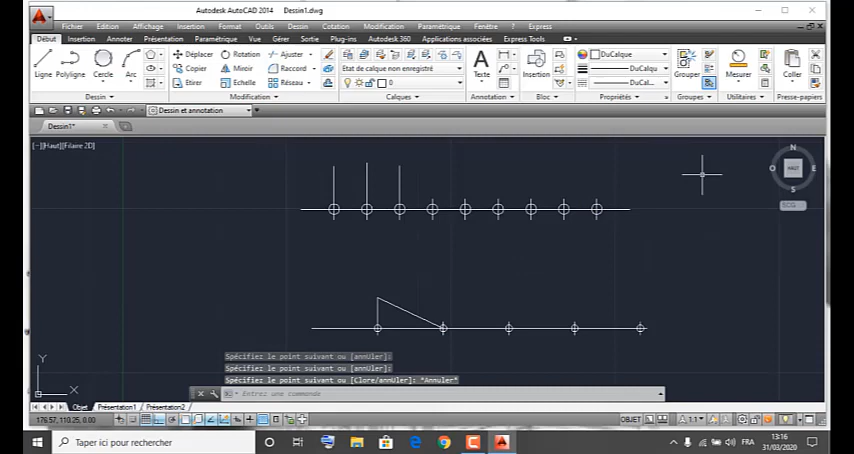 Autodesk AutoCAD 2014 Dessin1.dwg
Fichier Edition Affichage Insertion Format Outils Dessin Cotation Modification Paramétrique Fenêtre ? Express
Début Insertion Annoter Présentation Paramétrique Vue Gérer Sortie Plug-ins Autodesk 360 Applications associées Express Tools
Déplacer Rotation Ajuster DuCalque
Copier Miroir Raccord Etat de calque non enregistré DuCalqu
Ligne Polyligne Cercle Arc Etirer Echelle Réseau 0 Texte Insertion DuCalqu Grouper Mesurer Coller
Dessin Modification Calques Annotation Bloc Propriétés Groupes Utilitaires Presse-papiers
Dessin et annotation
Dessin1*
[−][Haut][Filaire 2D]
N
O HAUT E
S
SCG
Spécifiez le point suivant ou [annUler]:
Spécifiez le point suivant ou [annUler]:
Spécifiez le point suivant ou [Clore/annUler]: *Annuler*
Y
X
Entrez une commande
Objet Présentation1 Présentation2
176.57, 110.25, 0.00 OBJET 1:1
Taper ici pour rechercher FRA 13:16
31/03/2020